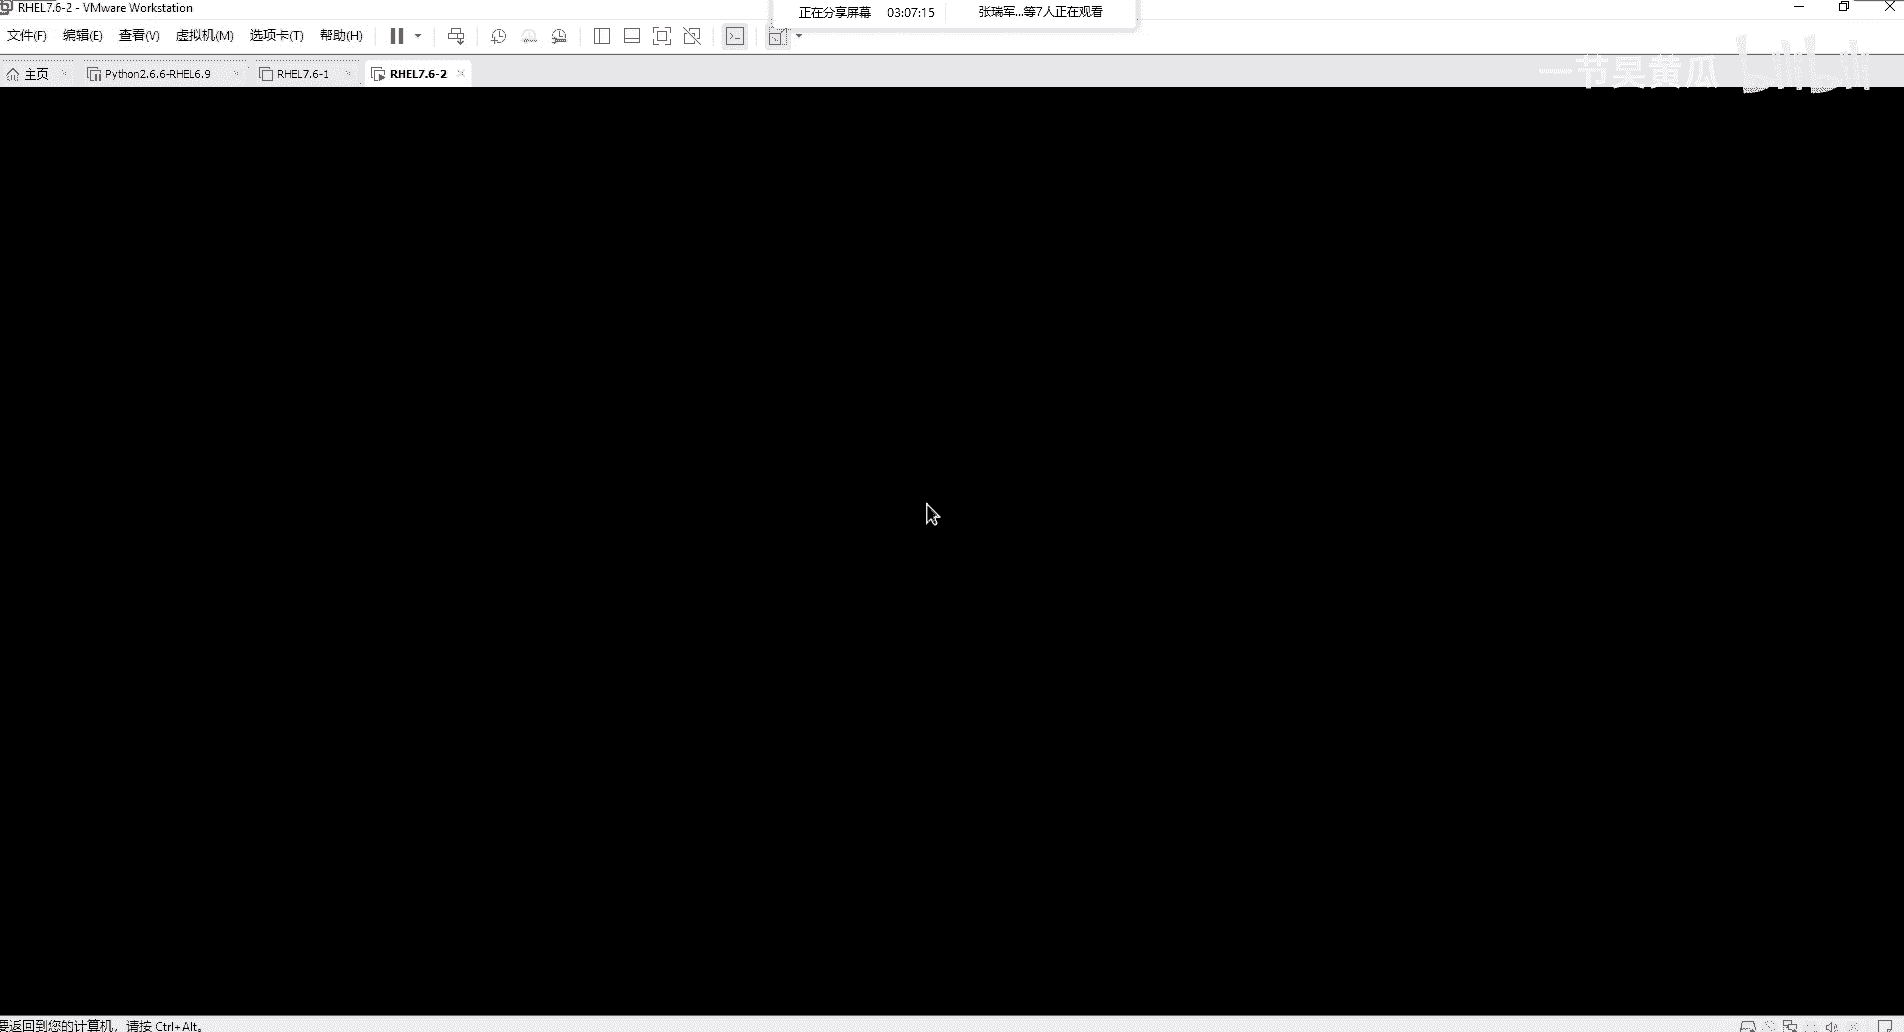 RHEL7.6-2 - VMware Workstation
正在分享屏幕 03:07:15 张瑞军...等7人正在观看
文件(F) 编辑(E) 查看(V) 虚拟机(M) 选项卡(T) 帮助(H)
主页 Python2.6.6-RHEL6.9 RHEL7.6-1 RHEL7.6-2
一节昊黄瓜 bilibili
要返回到您的计算机，请按 Ctrl+Alt。